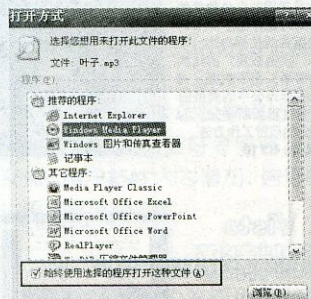 打开方式
选择您想用来打开此文件的程序:
文件: 叶子.mp3
程序(P)
推荐的程序:
Internet Explorer
Windows Media Player
Windows 图片和传真查看器
记事本
其它程序:
Media Player Classic
Microsoft Office Excel
Microsoft Office PowerPoint
Microsoft Office Word
RealPlayer
始终使用选择的程序打开这种文件(A)
浏览(B)